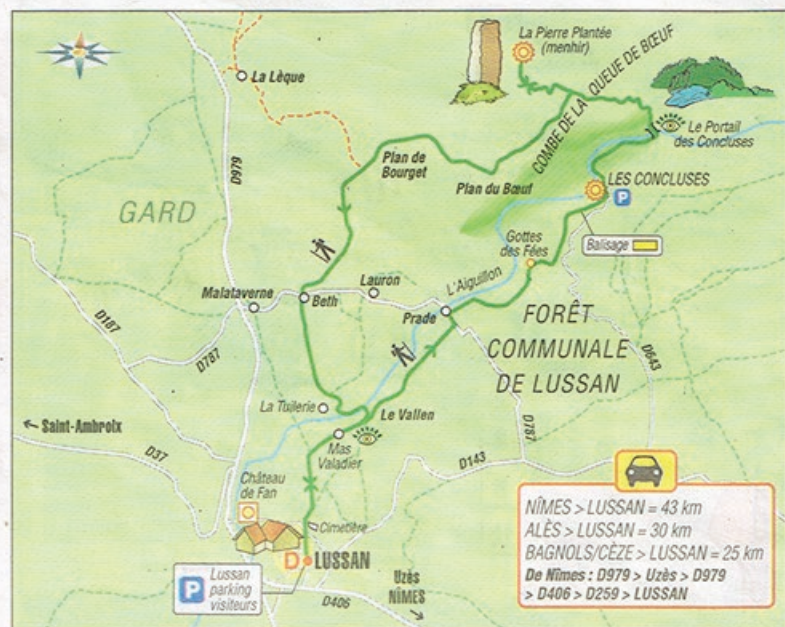 La Pierre Plantée
(menhir)
La Lèque
COMBE DE LA QUEUE DE BŒUF
Le Portail
des Concluses
D979
Plan de
Bourget
Plan du Bœuf
LES CONCLUSES
P
GARD
Balisage
Gottes
des Fées
L'Aiguillon
Lauron
Malataverne
Beth
Prade
FORÊT
COMMUNALE
DE LUSSAN
D187
D787
D643
La Tuilerie
Le Vallen
D787
Saint-Ambroix
Mas
Valadier
D37
D143
Château
de Fan
Cimetière
D LUSSAN
P Lussan
parking
visiteurs
D406
Uzès
NÎMES
NÎMES > LUSSAN = 43 km
ALÈS > LUSSAN = 30 km
BAGNOLS/CÈZE > LUSSAN = 25 km
De Nîmes : D979 > Uzès > D979
> D406 > D259 > LUSSAN